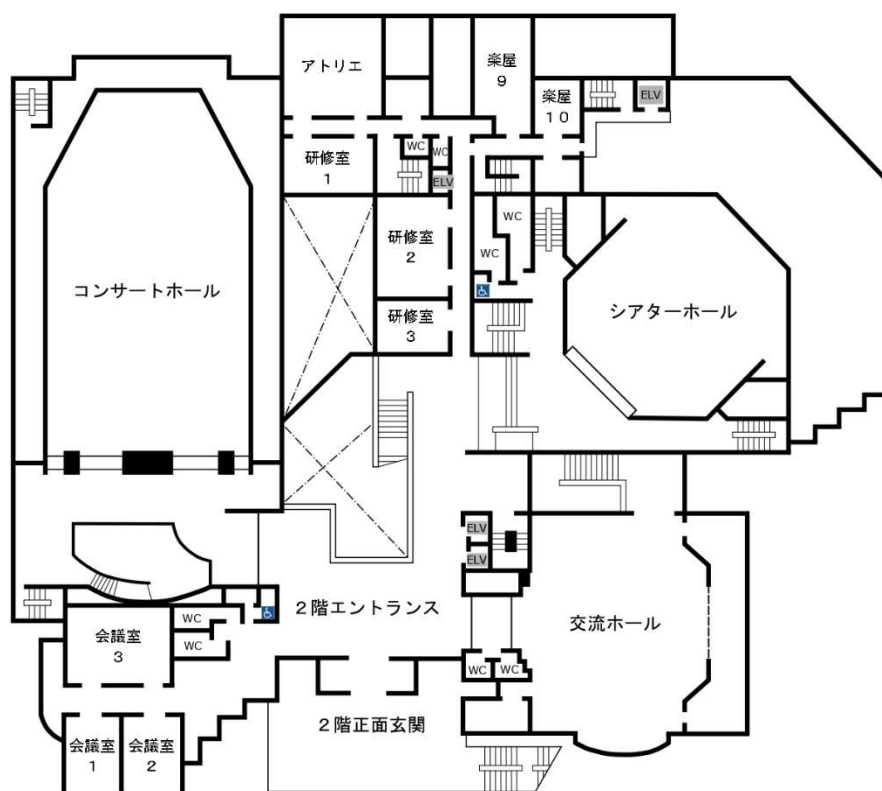 アトリエ
楽屋
9
楽屋
10
ELV
研修室
1
WC
WC
ELV
研修室
2
WC
WC
コンサートホール
研修室
3
シアターホール
ELV
ELV
2階エントランス
交流ホール
WC
会議室
3
WC
WC
WC
2階正面玄関
会議室
1
会議室
2